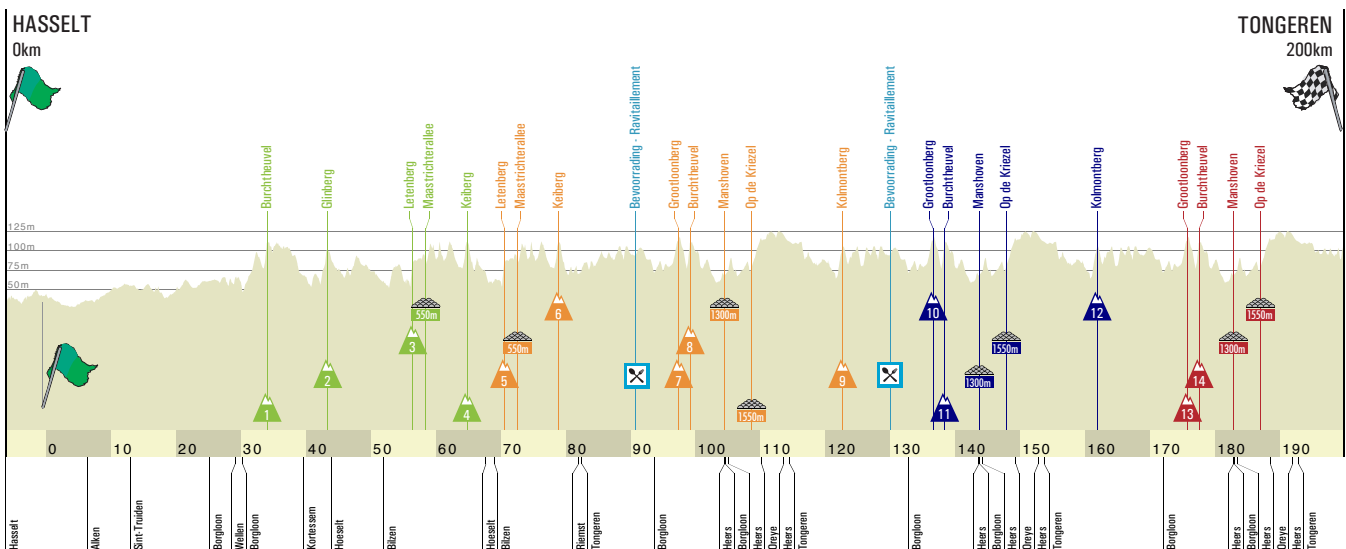 HASSELT
0km
TONGEREN
200km
Burchtheuvel
Glinberg
Letenberg
Maastrichterallee
Keiberg
Letenberg
Maastrichterallee
Keiberg
Bevoorrading - Ravitaillement
Grootloonberg
Burchtheuvel
Manshoven
Op de Kriezel
Kolmontberg
Bevoorrading - Ravitaillement
Grootloonberg
Burchtheuvel
Manshoven
Op de Kriezel
Kolmontberg
Grootloonberg
Burchtheuvel
Manshoven
Op de Kriezel
125m
100m
75m
50m
1
2
3
550m
4
5
550m
6
7
8
1300m
1550m
9
10
11
1300m
1550m
12
13
14
1300m
1550m
0 10 20 30 40 50 60 70 80 90 100 110 120 130 140 150 160 170 180 190
Hasselt
Alken
Sint-Truiden
Borgloon
Wellen
Borgloon
Kortessem
Hoeselt
Bilzen
Hoeselt
Bilzen
Riemst
Tongeren
Borgloon
Heers
Borgloon
Heers
Oreye
Heers
Tongeren
Borgloon
Heers
Borgloon
Heers
Oreye
Heers
Tongeren
Borgloon
Heers
Borgloon
Heers
Oreye
Heers
Tongeren